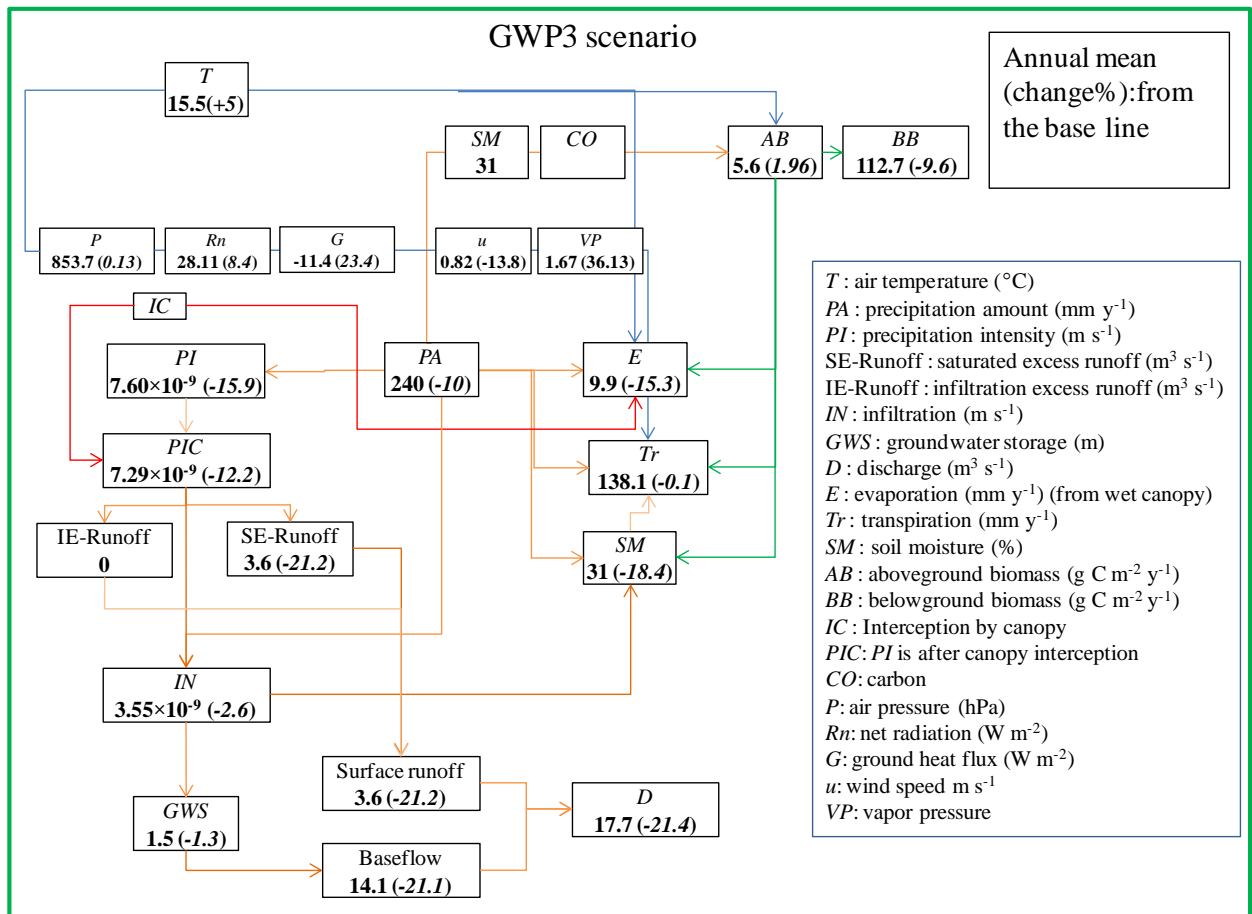 GWP3 scenario
Annual mean
(change%):from
the base line
T
15.5(+5)
SM
31
CO
AB
5.6 (1.96)
BB
112.7 (-9.6)
P
853.7 (0.13)
Rn
28.11 (8.4)
G
-11.4 (23.4)
u
0.82 (-13.8)
VP
1.67 (36.13)
IC
PI
7.60×10⁻⁹ (-15.9)
PA
240 (-10)
E
9.9 (-15.3)
PIC
7.29×10⁻⁹ (-12.2)
Tr
138.1 (-0.1)
IE-Runoff
0
SE-Runoff
3.6 (-21.2)
SM
31 (-18.4)
IN
3.55×10⁻⁹ (-2.6)
Surface runoff
3.6 (-21.2)
GWS
1.5 (-1.3)
D
17.7 (-21.4)
Baseflow
14.1 (-21.1)
T : air temperature (°C)
PA : precipitation amount (mm y⁻¹)
PI : precipitation intensity (m s⁻¹)
SE-Runoff : saturated excess runoff (m³ s⁻¹)
IE-Runoff : infiltration excess runoff (m³ s⁻¹)
IN : infiltration (m s⁻¹)
GWS : groundwater storage (m)
D : discharge (m³ s⁻¹)
E : evaporation (mm y⁻¹) (from wet canopy)
Tr : transpiration (mm y⁻¹)
SM : soil moisture (%)
AB : aboveground biomass (g C m⁻² y⁻¹)
BB : belowground biomass (g C m⁻² y⁻¹)
IC : Interception by canopy
PIC: PI is after canopy interception
CO: carbon
P: air pressure (hPa)
Rn: net radiation (W m⁻²)
G: ground heat flux (W m⁻²)
u: wind speed m s⁻¹
VP: vapor pressure